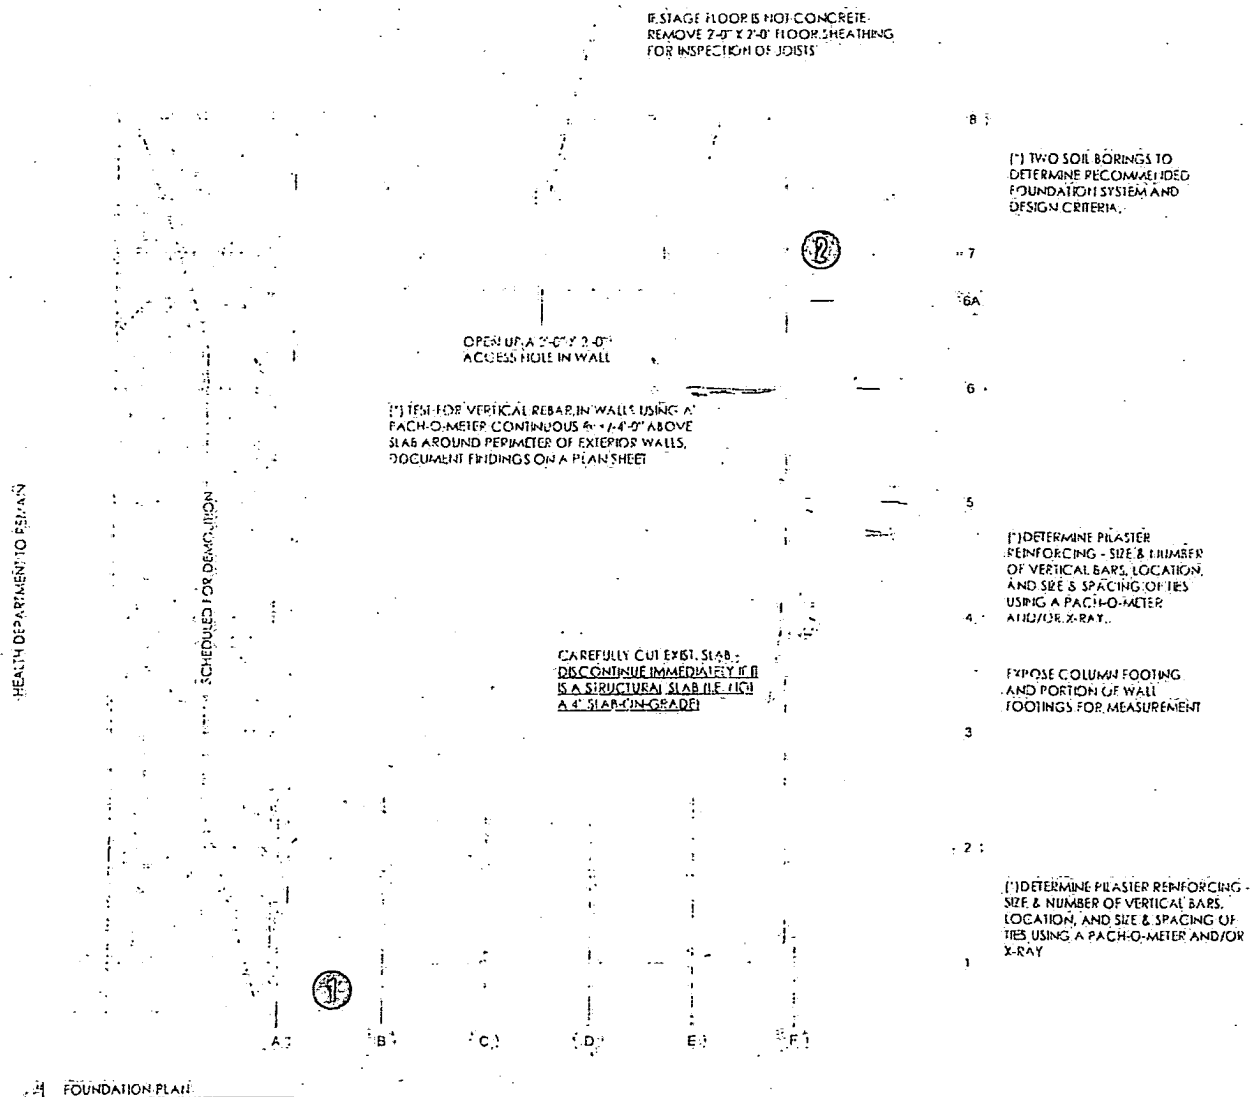 IF STAGE FLOOR IS NOT CONCRETE
REMOVE 2'-0" X 2'-0" FLOOR SHEATHING
FOR INSPECTION OF JOISTS
8
(*) TWO SOIL BORINGS TO
DETERMINE RECOMMENDED
FOUNDATION SYSTEM AND
DESIGN CRITERIA.
2
7
6A
OPEN UP A 2'-0" X 2'-0"
ACCESS HOLE IN WALL
6
(*) TEST FOR VERTICAL REBAR IN WALLS USING A
PACH-O-METER CONTINUOUS +/-4'-0" ABOVE
SLAB AROUND PERIMETER OF EXTERIOR WALLS,
DOCUMENT FINDINGS ON A PLAN SHEET
HEALTH DEPARTMENT TO REMAIN
SCHEDULED FOR DEMOLITION
5
(*) DETERMINE PILASTER
REINFORCING - SIZE & NUMBER
OF VERTICAL BARS, LOCATION,
AND SIZE & SPACING OF TIES
USING A PACH-O-METER
AND/OR X-RAY.
4
CAREFULLY CUT EXIST. SLAB -
DISCONTINUE IMMEDIATELY IF IT
IS A STRUCTURAL SLAB (I.E. NOT
A 4" SLAB-ON-GRADE)
EXPOSE COLUMN FOOTING
AND PORTION OF WALL
FOOTINGS FOR MEASUREMENT
3
2
(*) DETERMINE PILASTER REINFORCING -
SIZE & NUMBER OF VERTICAL BARS,
LOCATION, AND SIZE & SPACING OF
TIES USING A PACH-O-METER AND/OR
X-RAY
1
1
A B C D E F
FOUNDATION PLAN